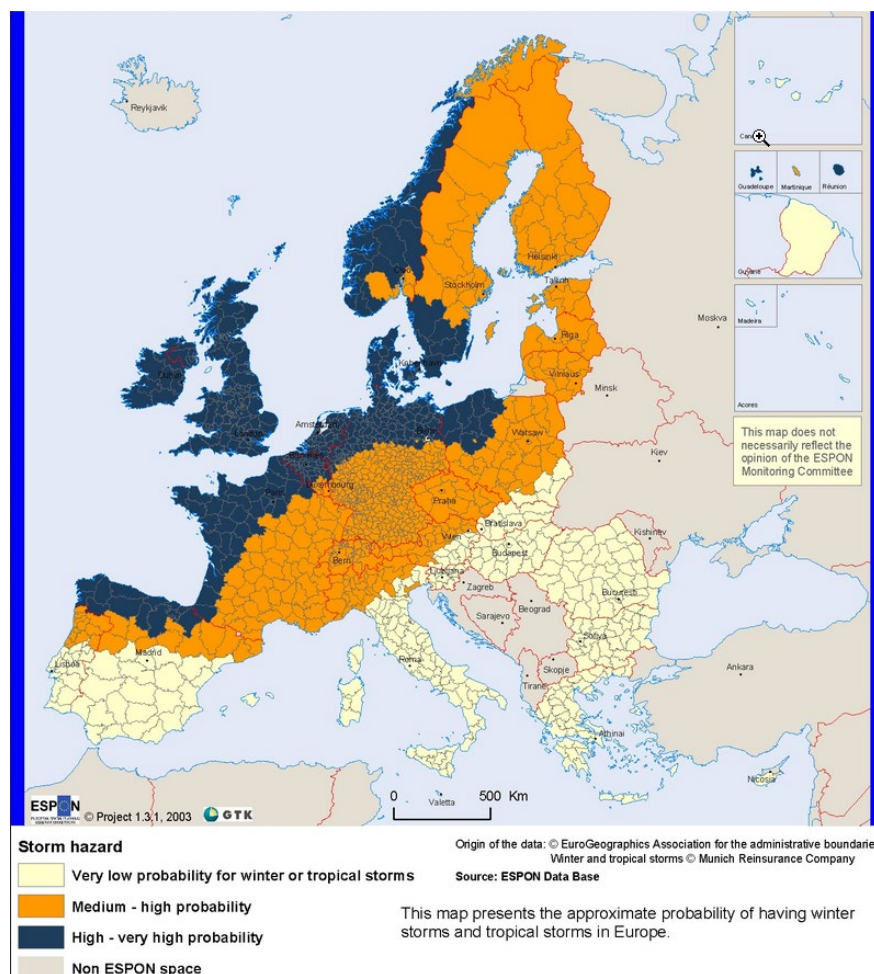 Reykjavik
Cana
Guadeloupe
Martinique
Réunion
Guyane
Madeira
Acores
This map does not
necessarily reflect the
opinion of the ESPON
Monitoring Committee
Helsinki
Stockholm
Tallinn
Riga
Moskva
Vilniaus
Minsk
Dublin
London
Warsaw
Kiev
Luxembourg
Praha
Wien
Bratislava
Kishinev
Bern
Budapest
Ljubljana
Zagreb
Beograd
Bucuresti
Sarajevo
Sofiya
Skopje
Tirane
Ankara
Madrid
Lisboa
Roma
Athinai
Nicosia
Valetta
0 500 Km
ESPON
© Project 1.3.1, 2003
GTK
Storm hazard
Very low probability for winter or tropical storms
Medium - high probability
High - very high probability
Non ESPON space
Origin of the data: © EuroGeographics Association for the administrative boundarie
Winter and tropical storms © Munich Reinsurance Company
Source: ESPON Data Base
This map presents the approximate probability of having winter
storms and tropical storms in Europe.